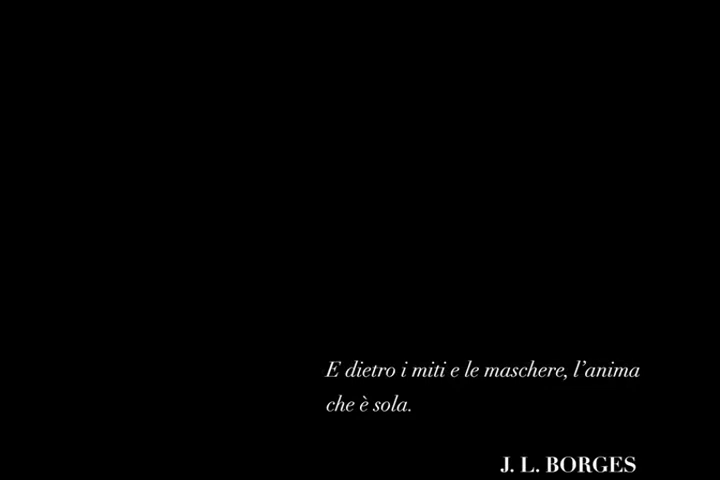 E dietro i miti e le maschere, l’anima
che è sola.
J. L. BORGES